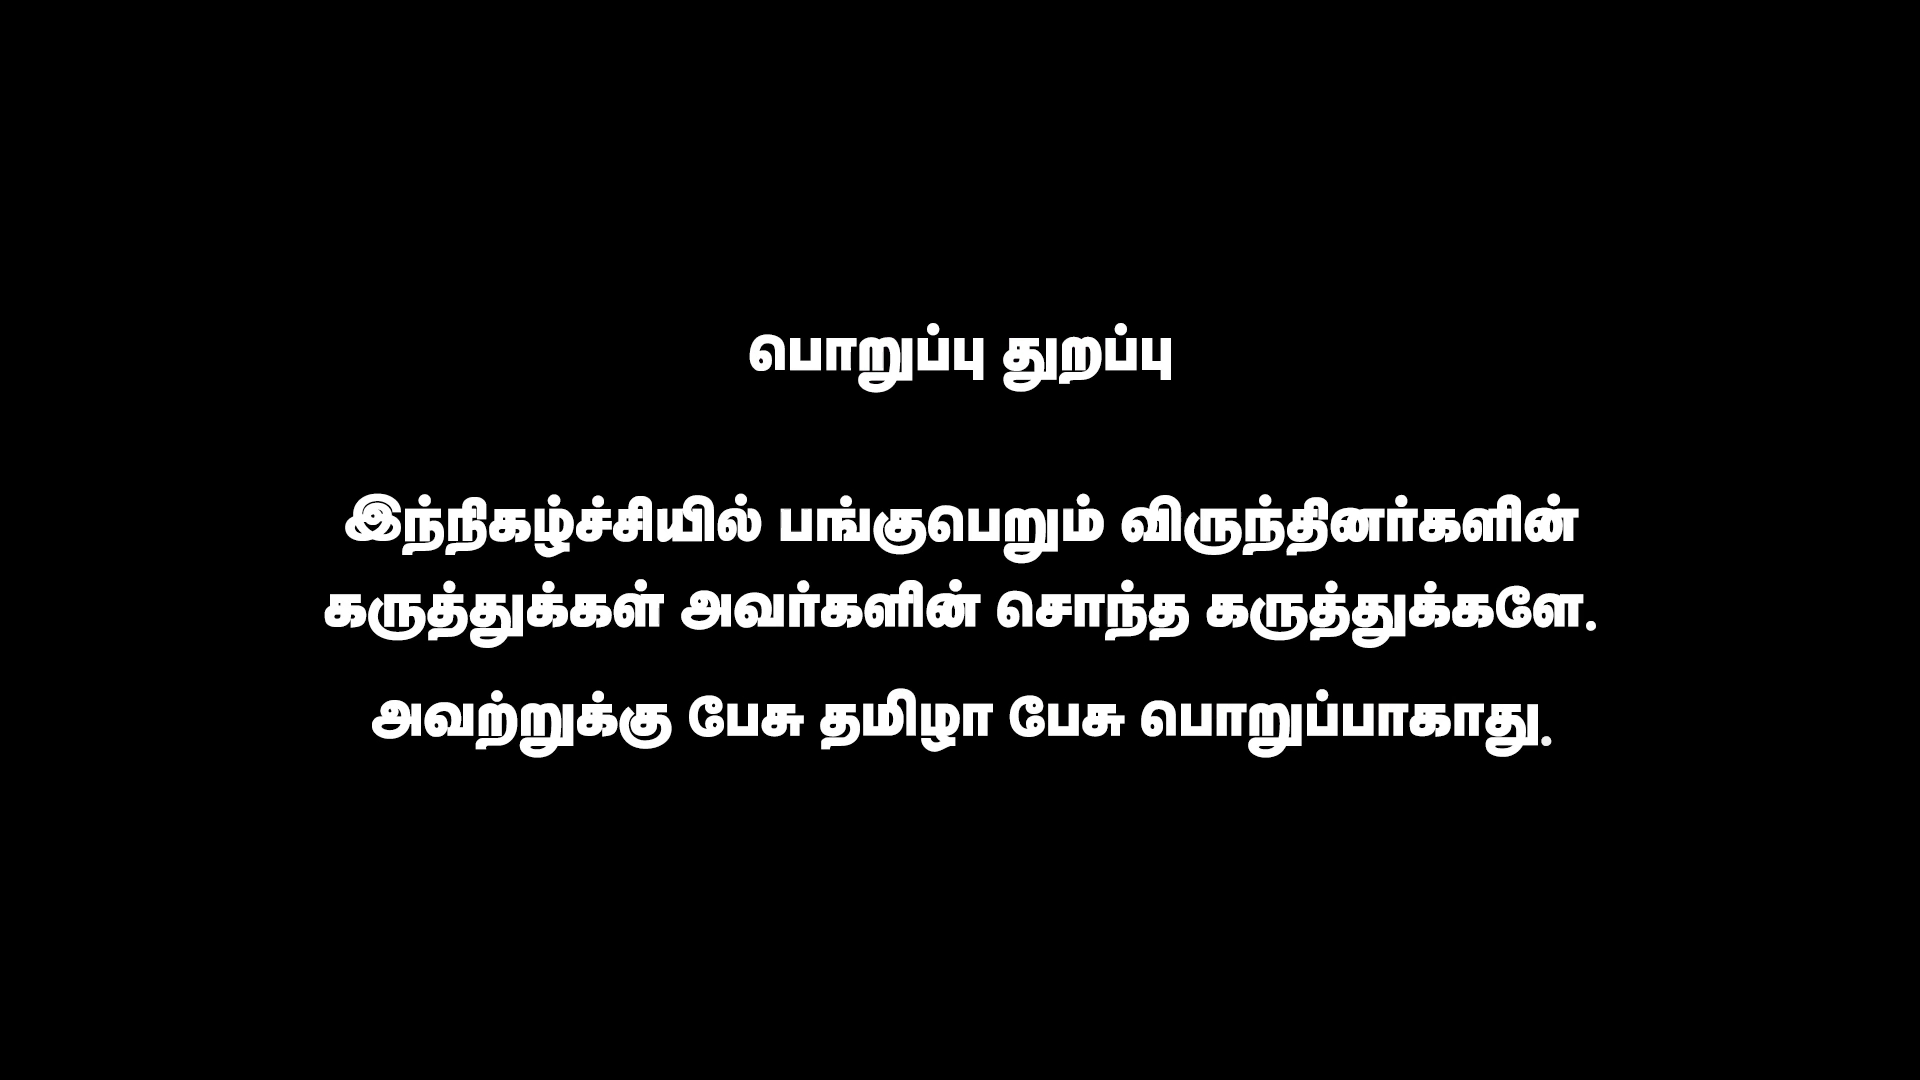 பொறுப்பு துறப்பு
இந்நிகழ்ச்சியில் பங்குபெறும் விருந்தினர்களின்
கருத்துக்கள் அவர்களின் சொந்த கருத்துக்களே.
அவற்றுக்கு பேசு தமிழா பேசு பொறுப்பாகாது.